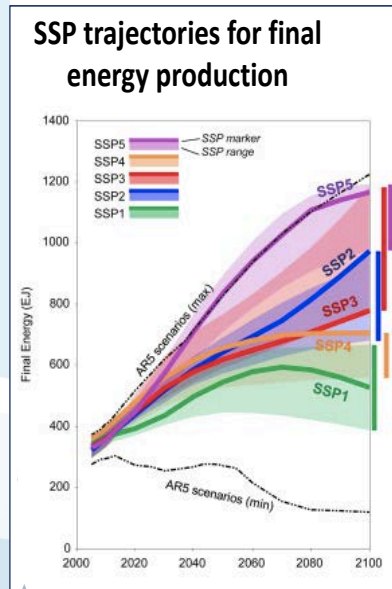 SSP trajectories for final
energy production
1400
1200
1000
800
600
400
200
0
Final Energy (EJ)
SSP5
SSP4
SSP3
SSP2
SSP1
SSP marker
SSP range
AR5 scenarios (max)
SSP5
SSP2
SSP3
SSP4
SSP1
AR5 scenarios (min)
2000
2020
2040
2060
2080
2100